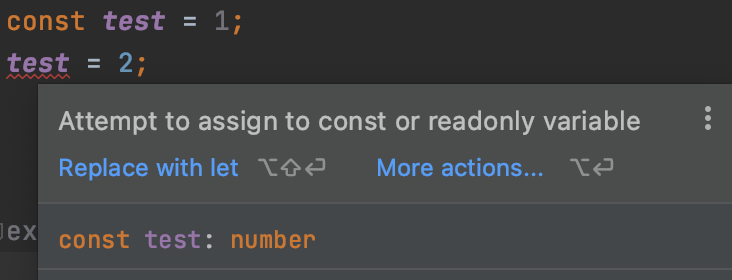 const test = 1;
test = 2;
Attempt to assign to const or readonly variable
Replace with let ⌥⇧⏎ More actions... ⌥⏎
ex
const test: number